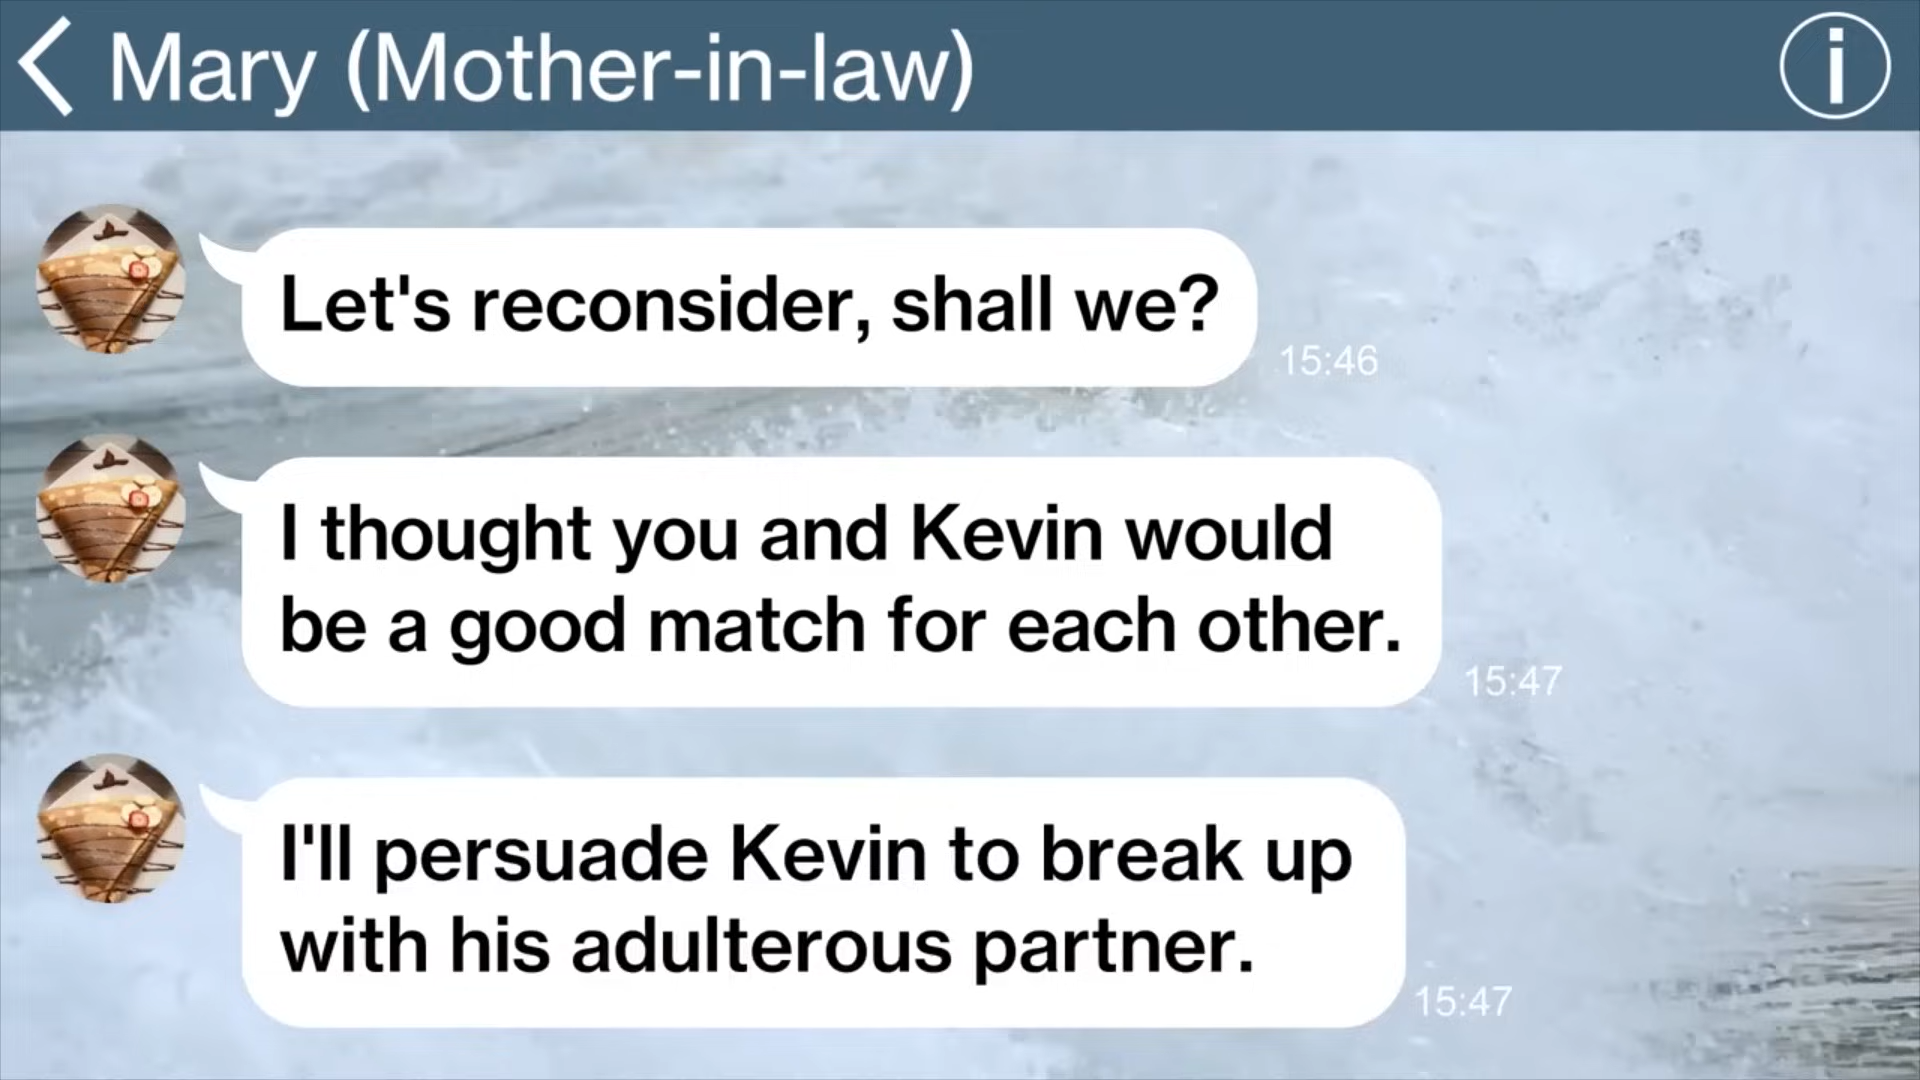 Mary (Mother-in-law)
Let's reconsider, shall we?
15:46
I thought you and Kevin would
be a good match for each other.
15:47
I'll persuade Kevin to break up
with his adulterous partner.
15:47